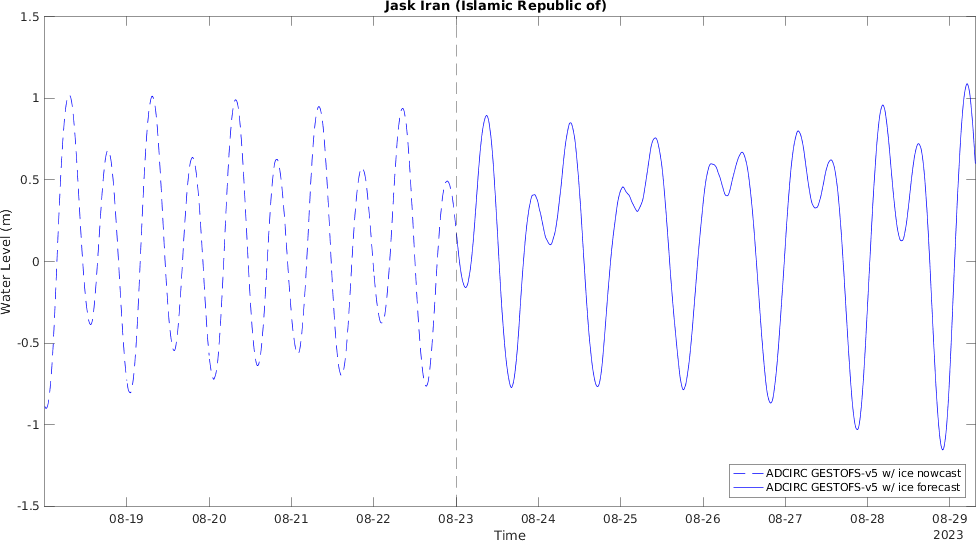 Jask Iran (Islamic Republic of)
1.5
1
0.5
0
-0.5
-1
-1.5
Water Level (m)
ADCIRC GESTOFS-v5 w/ ice nowcast
ADCIRC GESTOFS-v5 w/ ice forecast
08-19 08-20 08-21 08-22 08-23 08-24 08-25 08-26 08-27 08-28 08-29
2023
Time